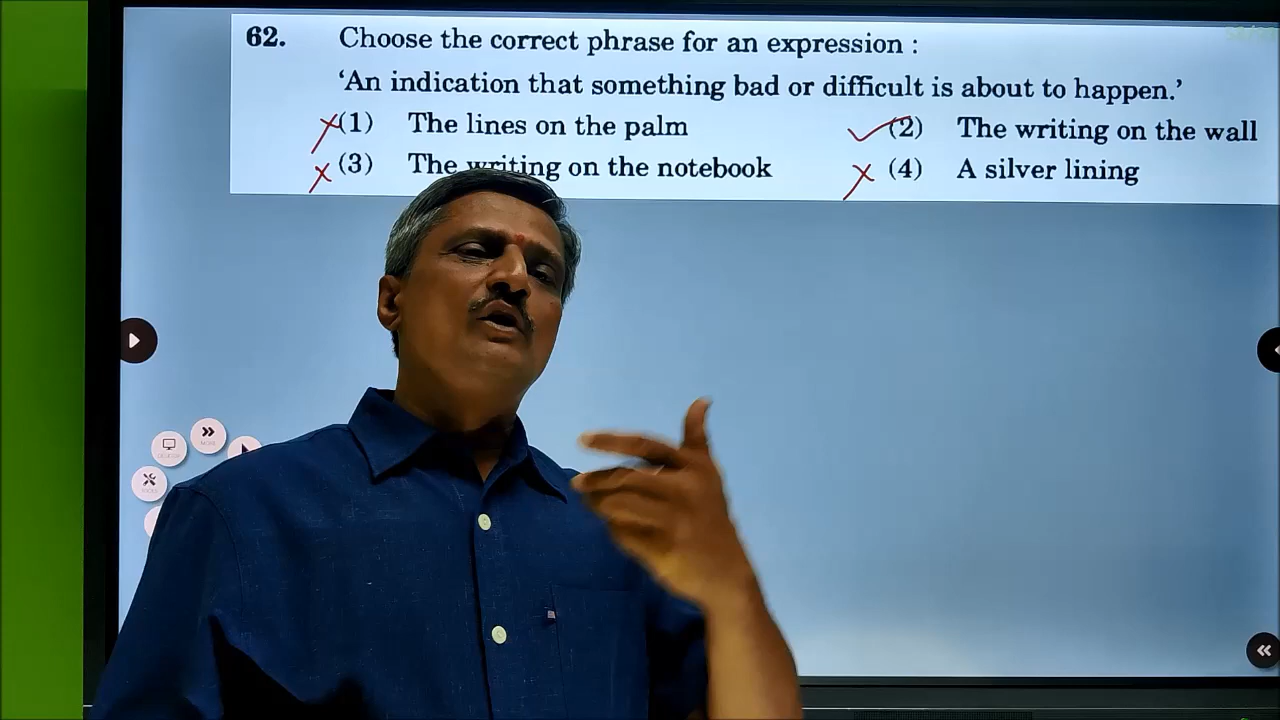 62. Choose the correct phrase for an expression :
'An indication that something bad or difficult is about to happen.'
(1) The lines on the palm (2) The writing on the wall
(3) The writing on the notebook (4) A silver lining